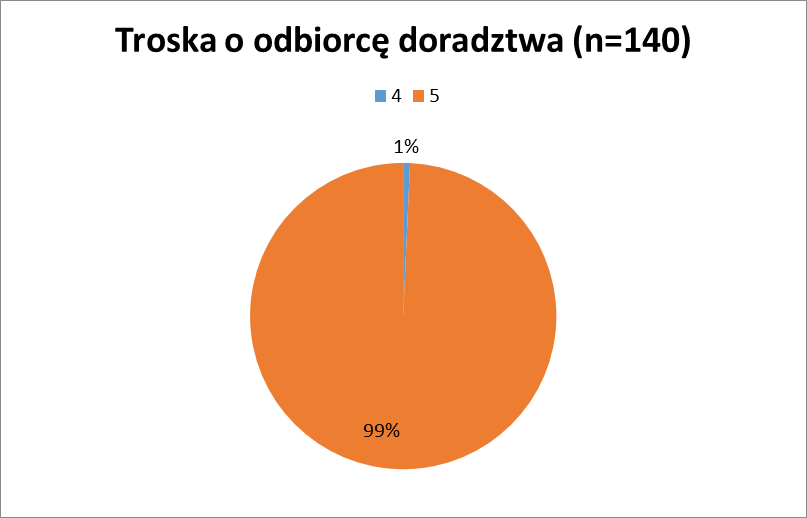 Troska o odbiorcę doradztwa (n=140)
4 5
1%
99%